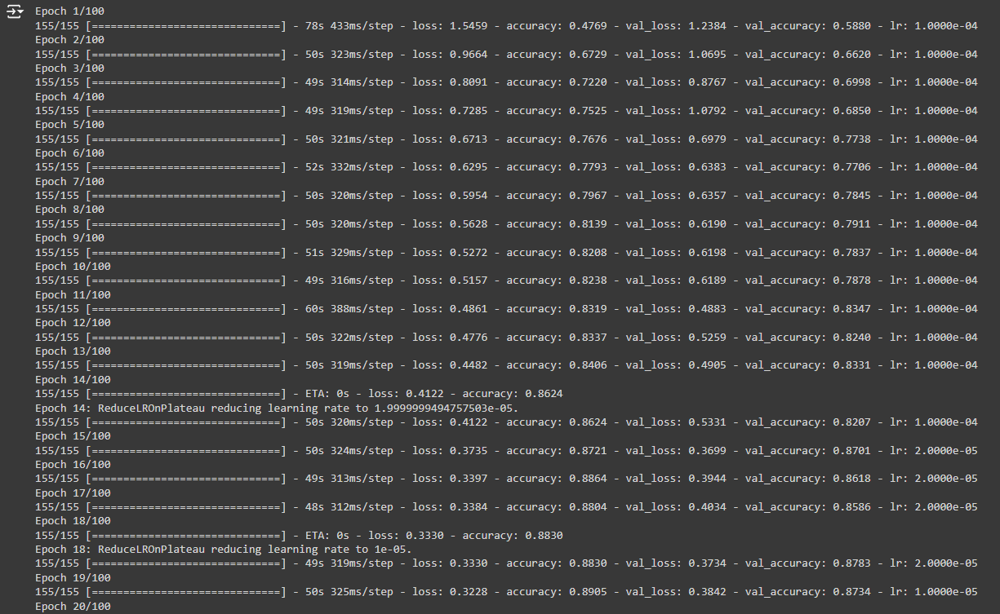 Epoch 1/100
155/155 [==============================] - 78s 433ms/step - loss: 1.5459 - accuracy: 0.4769 - val_loss: 1.2384 - val_accuracy: 0.5880 - lr: 1.0000e-04
Epoch 2/100
155/155 [==============================] - 50s 323ms/step - loss: 0.9664 - accuracy: 0.6729 - val_loss: 1.0695 - val_accuracy: 0.6620 - lr: 1.0000e-04
Epoch 3/100
155/155 [==============================] - 49s 314ms/step - loss: 0.8091 - accuracy: 0.7220 - val_loss: 0.8767 - val_accuracy: 0.6998 - lr: 1.0000e-04
Epoch 4/100
155/155 [==============================] - 49s 319ms/step - loss: 0.7285 - accuracy: 0.7525 - val_loss: 1.0792 - val_accuracy: 0.6850 - lr: 1.0000e-04
Epoch 5/100
155/155 [==============================] - 50s 321ms/step - loss: 0.6713 - accuracy: 0.7676 - val_loss: 0.6979 - val_accuracy: 0.7738 - lr: 1.0000e-04
Epoch 6/100
155/155 [==============================] - 52s 332ms/step - loss: 0.6295 - accuracy: 0.7793 - val_loss: 0.6383 - val_accuracy: 0.7706 - lr: 1.0000e-04
Epoch 7/100
155/155 [==============================] - 50s 320ms/step - loss: 0.5954 - accuracy: 0.7967 - val_loss: 0.6357 - val_accuracy: 0.7845 - lr: 1.0000e-04
Epoch 8/100
155/155 [==============================] - 50s 320ms/step - loss: 0.5628 - accuracy: 0.8139 - val_loss: 0.6190 - val_accuracy: 0.7911 - lr: 1.0000e-04
Epoch 9/100
155/155 [==============================] - 51s 329ms/step - loss: 0.5272 - accuracy: 0.8208 - val_loss: 0.6198 - val_accuracy: 0.7837 - lr: 1.0000e-04
Epoch 10/100
155/155 [==============================] - 49s 316ms/step - loss: 0.5157 - accuracy: 0.8238 - val_loss: 0.6189 - val_accuracy: 0.7878 - lr: 1.0000e-04
Epoch 11/100
155/155 [==============================] - 60s 388ms/step - loss: 0.4861 - accuracy: 0.8319 - val_loss: 0.4883 - val_accuracy: 0.8347 - lr: 1.0000e-04
Epoch 12/100
155/155 [==============================] - 50s 322ms/step - loss: 0.4776 - accuracy: 0.8337 - val_loss: 0.5259 - val_accuracy: 0.8240 - lr: 1.0000e-04
Epoch 13/100
155/155 [==============================] - 50s 319ms/step - loss: 0.4482 - accuracy: 0.8406 - val_loss: 0.4905 - val_accuracy: 0.8331 - lr: 1.0000e-04
Epoch 14/100
155/155 [==============================] - ETA: 0s - loss: 0.4122 - accuracy: 0.8624
Epoch 14: ReduceLROnPlateau reducing learning rate to 1.9999999494757503e-05.
155/155 [==============================] - 50s 320ms/step - loss: 0.4122 - accuracy: 0.8624 - val_loss: 0.5331 - val_accuracy: 0.8207 - lr: 1.0000e-04
Epoch 15/100
155/155 [==============================] - 50s 324ms/step - loss: 0.3735 - accuracy: 0.8721 - val_loss: 0.3699 - val_accuracy: 0.8701 - lr: 2.0000e-05
Epoch 16/100
155/155 [==============================] - 49s 313ms/step - loss: 0.3397 - accuracy: 0.8864 - val_loss: 0.3944 - val_accuracy: 0.8618 - lr: 2.0000e-05
Epoch 17/100
155/155 [==============================] - 48s 312ms/step - loss: 0.3384 - accuracy: 0.8804 - val_loss: 0.4034 - val_accuracy: 0.8586 - lr: 2.0000e-05
Epoch 18/100
155/155 [==============================] - ETA: 0s - loss: 0.3330 - accuracy: 0.8830
Epoch 18: ReduceLROnPlateau reducing learning rate to 1e-05.
155/155 [==============================] - 49s 319ms/step - loss: 0.3330 - accuracy: 0.8830 - val_loss: 0.3734 - val_accuracy: 0.8783 - lr: 2.0000e-05
Epoch 19/100
155/155 [==============================] - 50s 325ms/step - loss: 0.3228 - accuracy: 0.8905 - val_loss: 0.3842 - val_accuracy: 0.8734 - lr: 1.0000e-05
Epoch 20/100